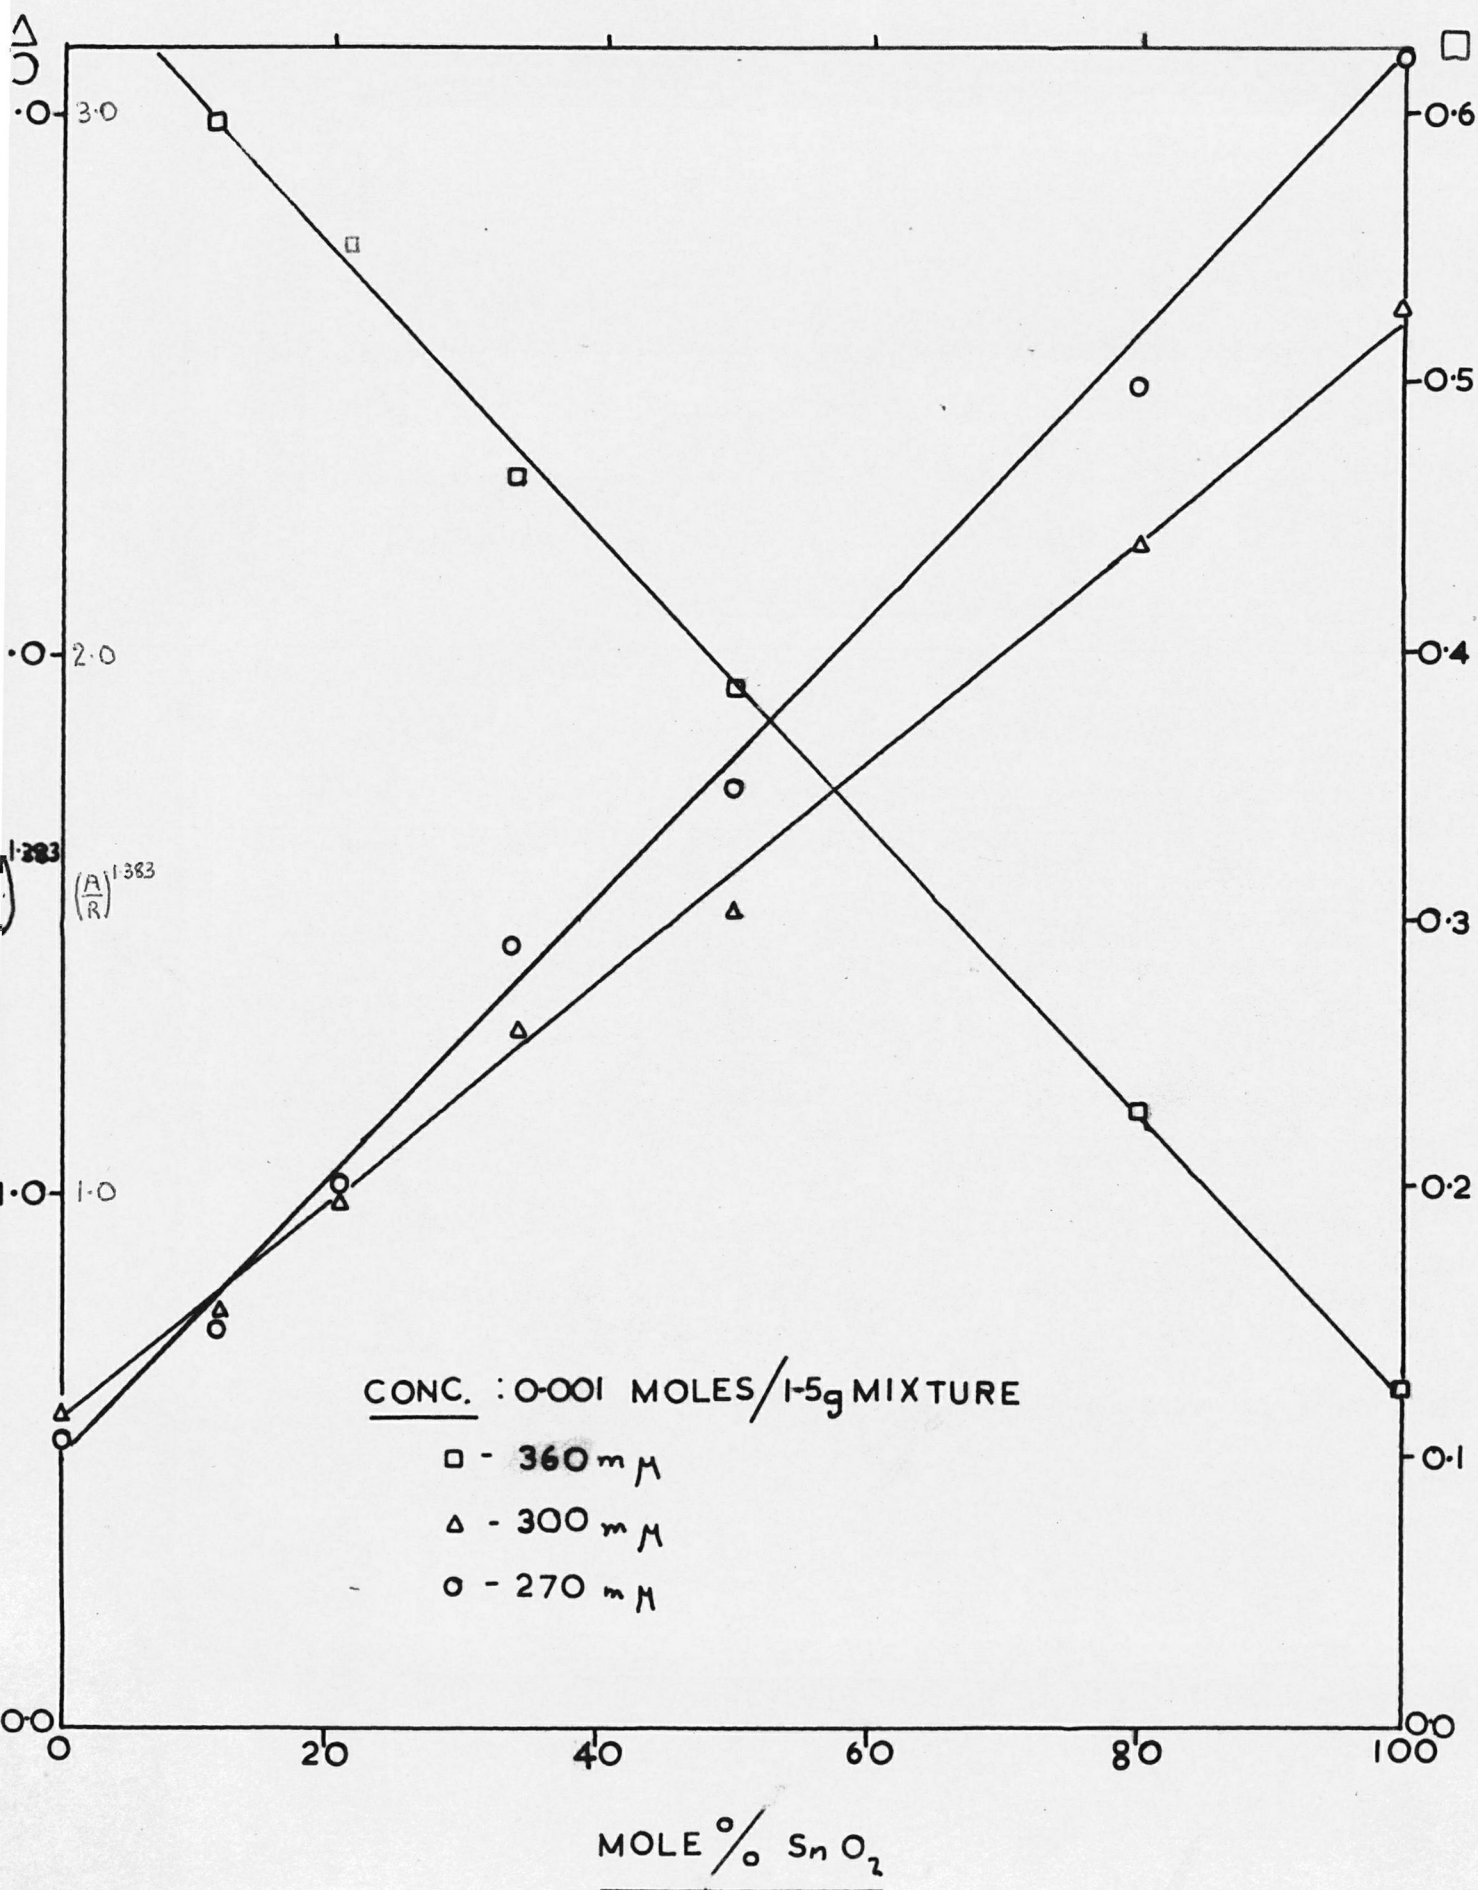 ·0 3·0
0·6
0·5
·0 2·0
0·4
1·383
(A/R)^1·383
0·3
1·0 1·0
0·2
CONC. : 0·001 MOLES/1·5g MIXTURE
□ - 360 mμ
0·1
△ - 300 mμ
○ - 270 mμ
0·0
0·0
0 20 40 60 80 100
MOLE % SnO₂